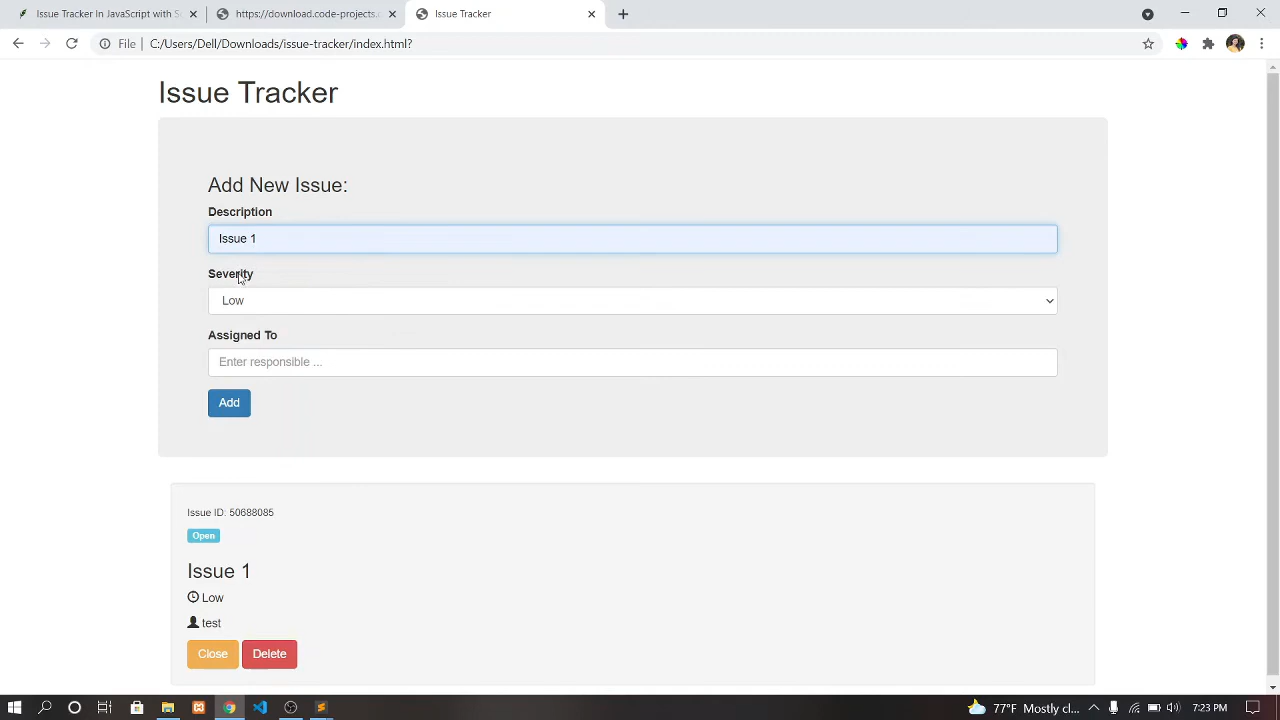 Issue Tracker In JavaScript with S
https://download.code-projects.
Issue Tracker
File
C:/Users/Dell/Downloads/issue-tracker/index.html?
Issue Tracker
Add New Issue:
Description
Issue 1
Severity
Low
Assigned To
Enter responsible ...
Add
Issue ID: 50688085
Open
Issue 1
Low
test
Close Delete
77°F Mostly cl... 7:23 PM